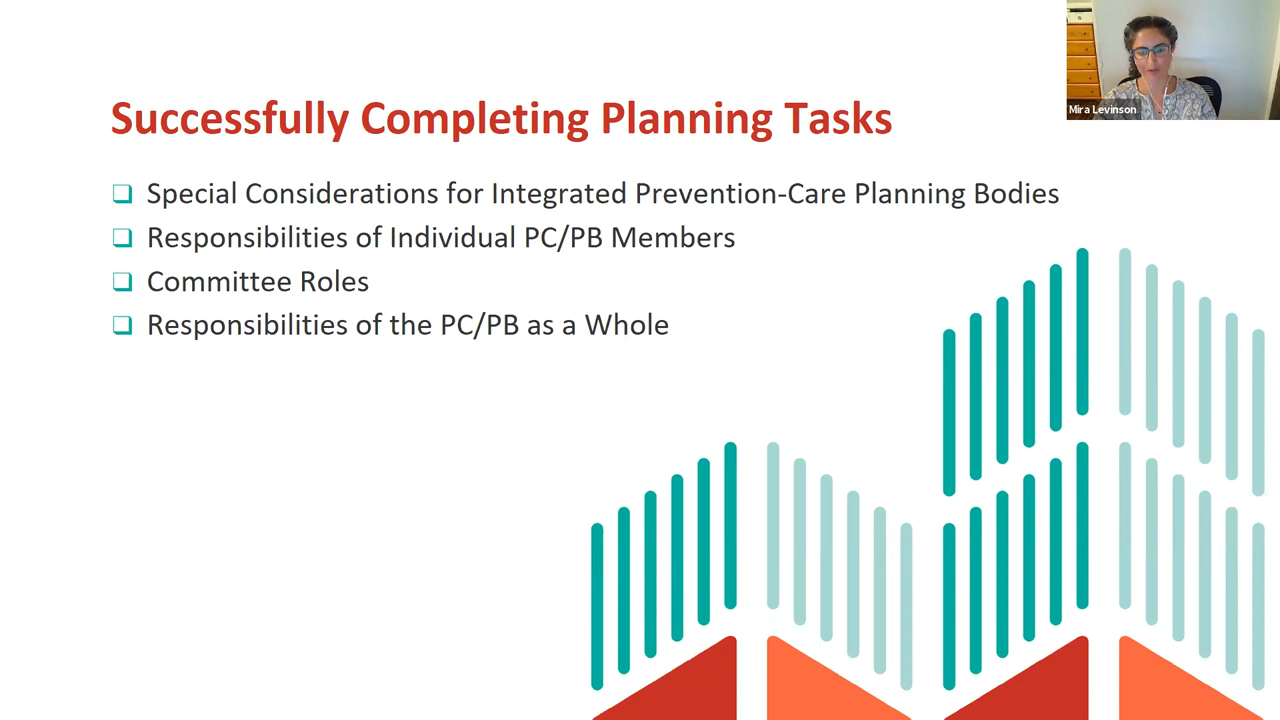 Successfully Completing Planning Tasks
Special Considerations for Integrated Prevention-Care Planning Bodies
Responsibilities of Individual PC/PB Members
Committee Roles
Responsibilities of the PC/PB as a Whole
Mira Levinson